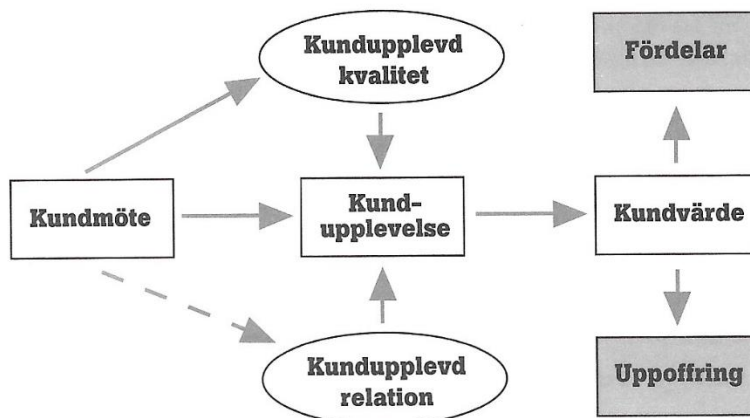 Kundupplevd
kvalitet
Fördelar
Kundmöte
Kund-
upplevelse
Kundvärde
Kundupplevd
relation
Uppoffring